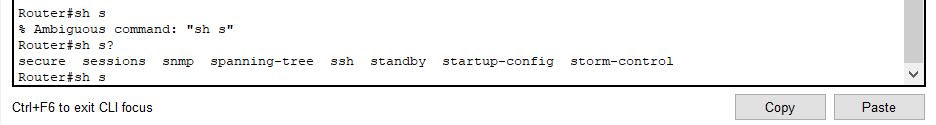 Router#sh s
% Ambiguous command: "sh s"
Router#sh s?
secure sessions snmp spanning-tree ssh standby startup-config storm-control
Router#sh s
Ctrl+F6 to exit CLI focus
Copy
Paste